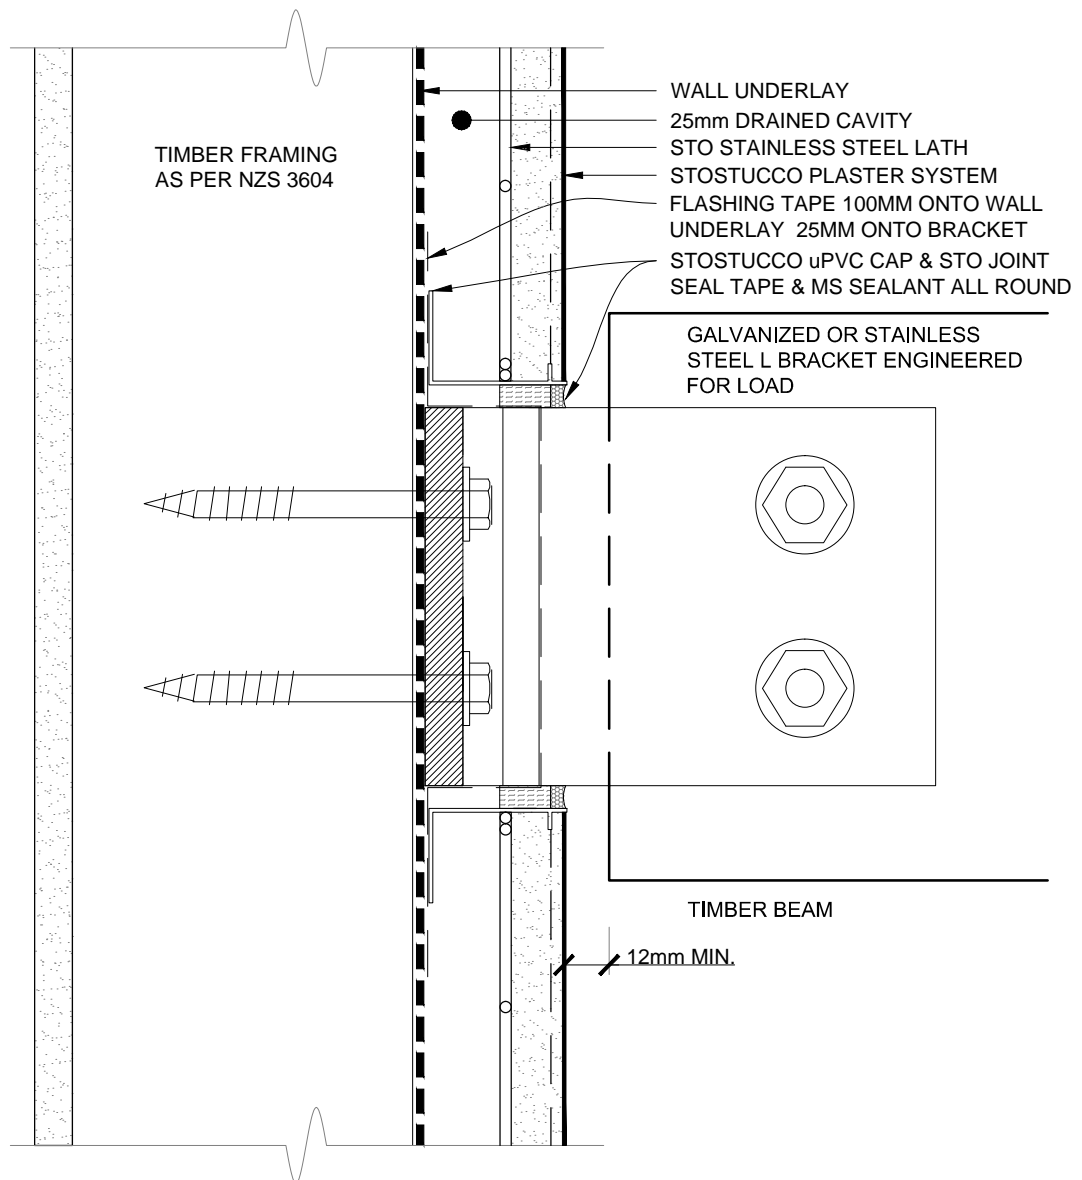 WALL UNDERLAY
25mm DRAINED CAVITY
STO STAINLESS STEEL LATH
STOSTUCCO PLASTER SYSTEM
FLASHING TAPE 100MM ONTO WALL
UNDERLAY 25MM ONTO BRACKET
STOSTUCCO uPVC CAP & STO JOINT
SEAL TAPE & MS SEALANT ALL ROUND
TIMBER FRAMING
AS PER NZS 3604
GALVANIZED OR STAINLESS
STEEL L BRACKET ENGINEERED
FOR LOAD
TIMBER BEAM
12mm MIN.